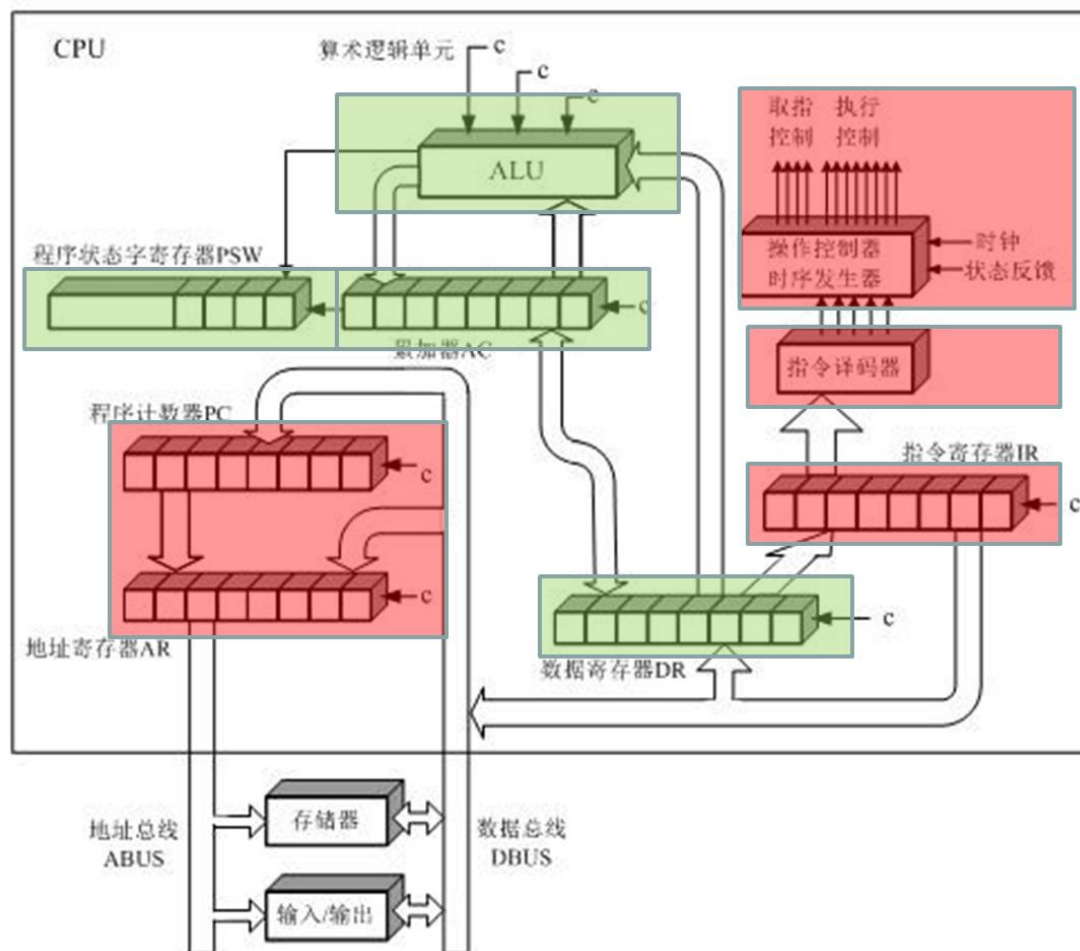 CPU
算术逻辑单元
c
c
c
取指 执行
控制 控制
ALU
操作控制器
时序发生器
时钟
状态反馈
程序状态字寄存器PSW
c
累加器AC
指令译码器
程序计数器PC
c
指令寄存器IR
c
c
地址寄存器AR
c
数据寄存器DR
存储器
地址总线
ABUS
数据总线
DBUS
输入/输出